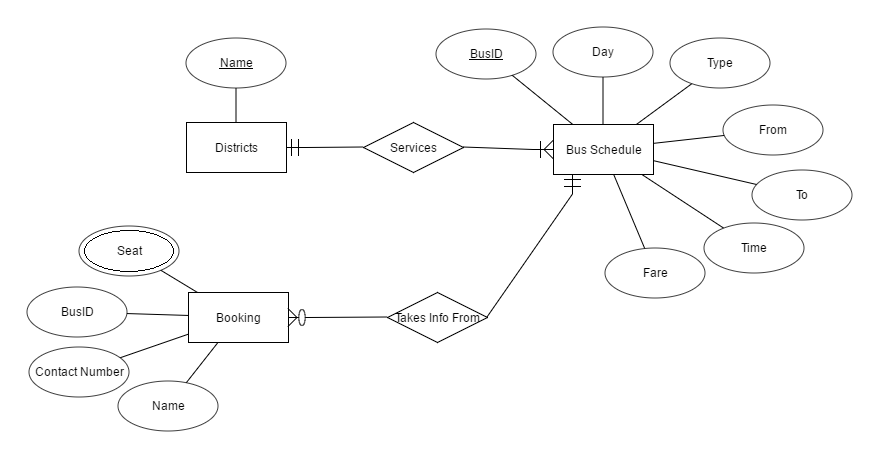 Name
BusID
Day
Type
Districts
Services
Bus Schedule
From
To
Time
Fare
Seat
BusID
Booking
Takes Info From
Contact Number
Name